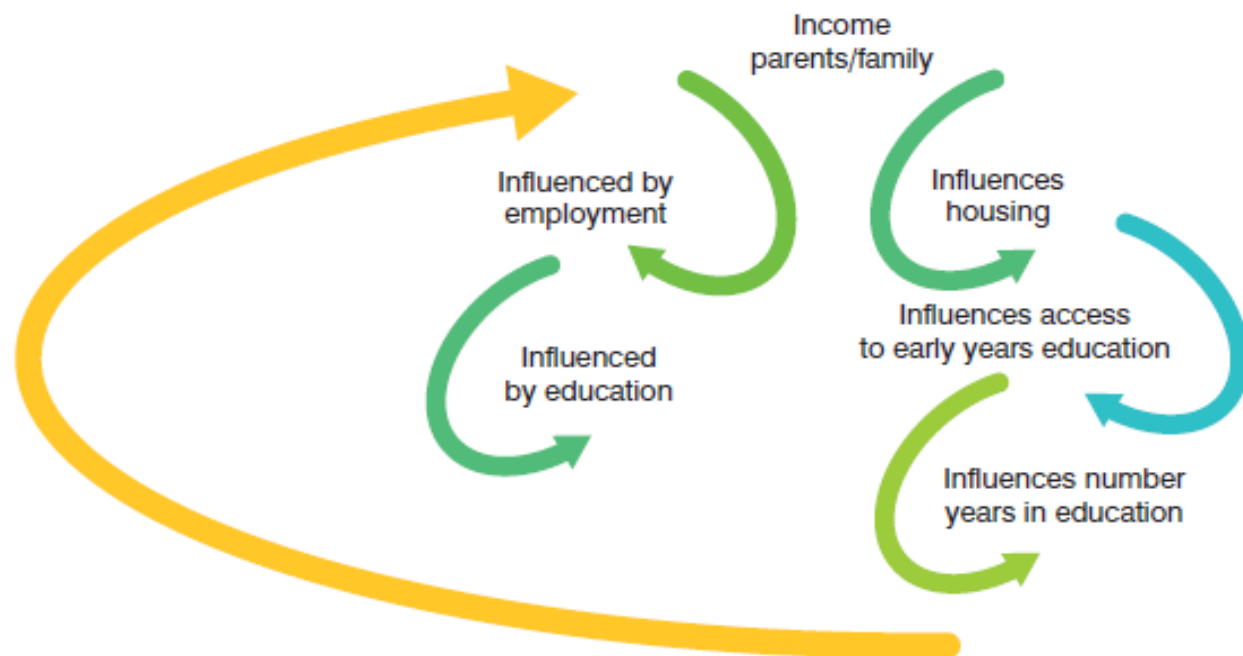 Income
parents/family
Influenced by
employment
Influences
housing
Influenced
by education
Influences access
to early years education
Influences number
years in education